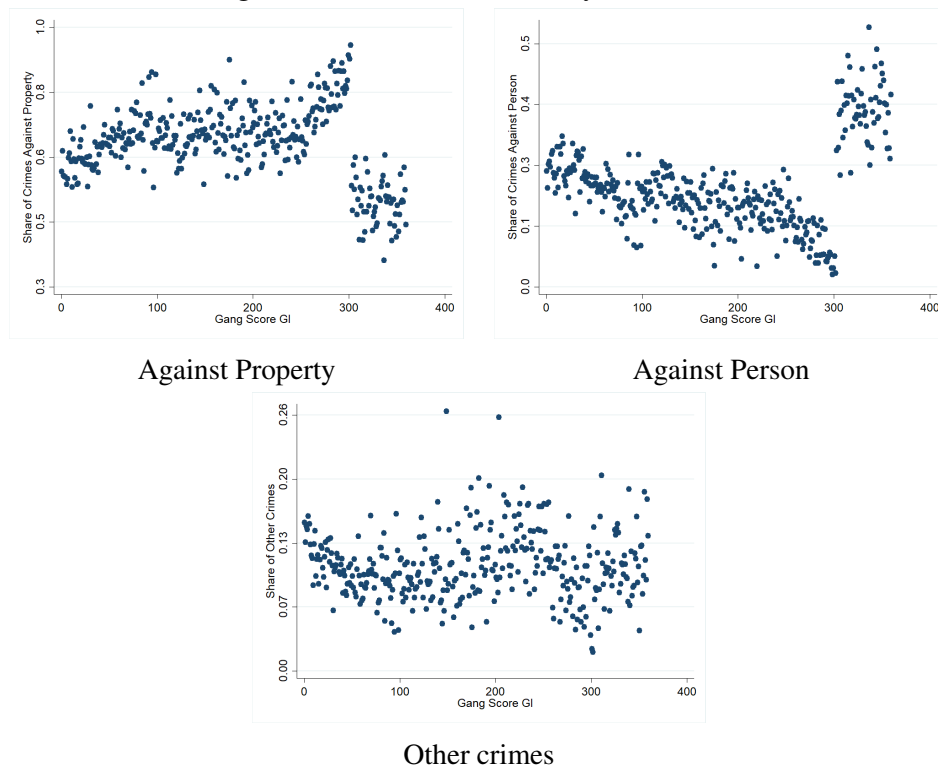 1.0
0.8
0.6
0.5
0.3
Share of Crimes Against Property
0 100 200 300 400
Gang Score GI
0.5
0.4
0.3
0.1
0.0
Share of Crimes Against Person
0 100 200 300 400
Gang Score GI
Against Property
Against Person
0.26
0.20
0.13
0.07
0.00
Share of Other Crimes
0 100 200 300 400
Gang Score GI
Other crimes